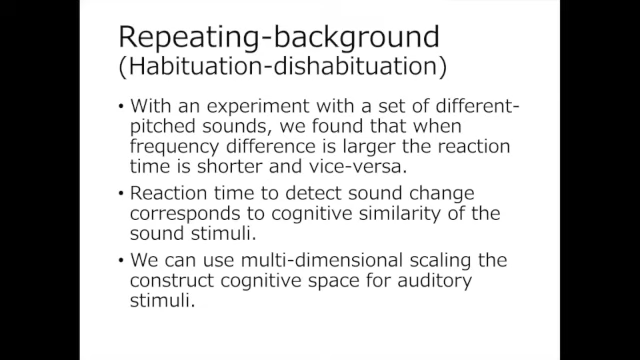 Repeating-background
(Habituation-dishabituation)
• With an experiment with a set of different-
pitched sounds, we found that when
frequency difference is larger the reaction
time is shorter and vice-versa.
• Reaction time to detect sound change
corresponds to cognitive similarity of the
sound stimuli.
• We can use multi-dimensional scaling the
construct cognitive space for auditory
stimuli.